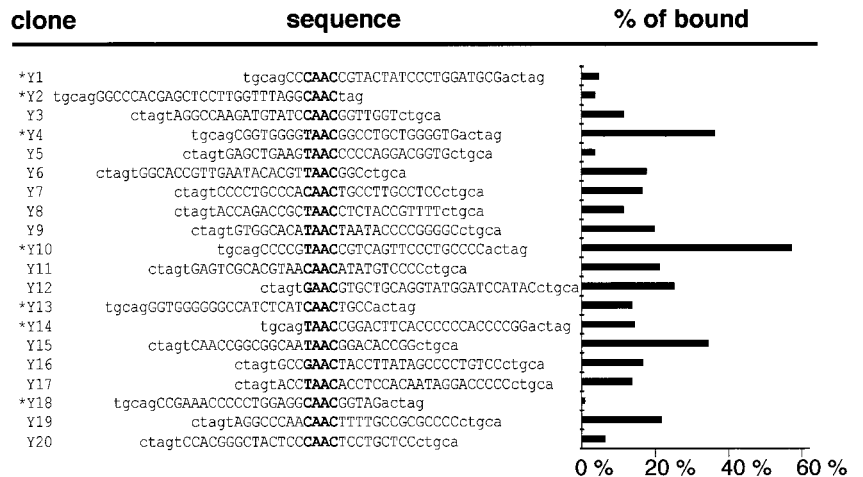 clone sequence % of bound
*Y1 tgcagCCCAACCGTACTATCCCTGGATGCGactag
*Y2 tgcagGGCCCACGAGCTCCTTGGTTTAGGCAACtag
Y3 ctagtAGGCCAAGATGTATCCAACGGTTGGTctgca
*Y4 tgcagCGGTGGGGTAACGGCCTGCTGGGGTGactag
Y5 ctagtGAGCTGAAGTAACCCCCAGGACGGTGctgca
Y6 ctagtGGCACCGTTGAATACACGTTAACGGCctgca
Y7 ctagtCCCCTGCCCACAACTGCCTTGCCTCCctgca
Y8 ctagtACCAGACCGCTAACCTCTACCGTTTTctgca
Y9 ctagtGTGGCACATAACTAATACCCCGGGGCctgca
*Y10 tgcagCCCCGTAACCGTCAGTTCCCTGCCCCactag
Y11 ctagtGAGTCGCACGTAACAACATATGTCCCCctgca
Y12 ctagtGAACGTGCTGCAGGTATGGATCCATACctgca
*Y13 tgcagGGTGGGGGGCCATCTCATCAACTGCCactag
*Y14 tgcagTAACCGGACTTCACCCCCCACCCCGGactag
Y15 ctagtCAACCGGCGGCAATAACGGACACCGGctgca
Y16 ctagtGCCGAACTACCTTATAGCCCCTGTCCctgca
Y17 ctagtACCTAACACCTCCACAATAGGACCCCCctgca
*Y18 tgcagCCGAAACCCCCTGGAGGCAACGGTAGactag
Y19 ctagtAGGCCCAACAACTTTTGCCGCGCCCCctgca
Y20 ctagtCCACGGGCTACTCCCAACTCCTGCTCCctgca
0 % 20 % 40 % 60 %